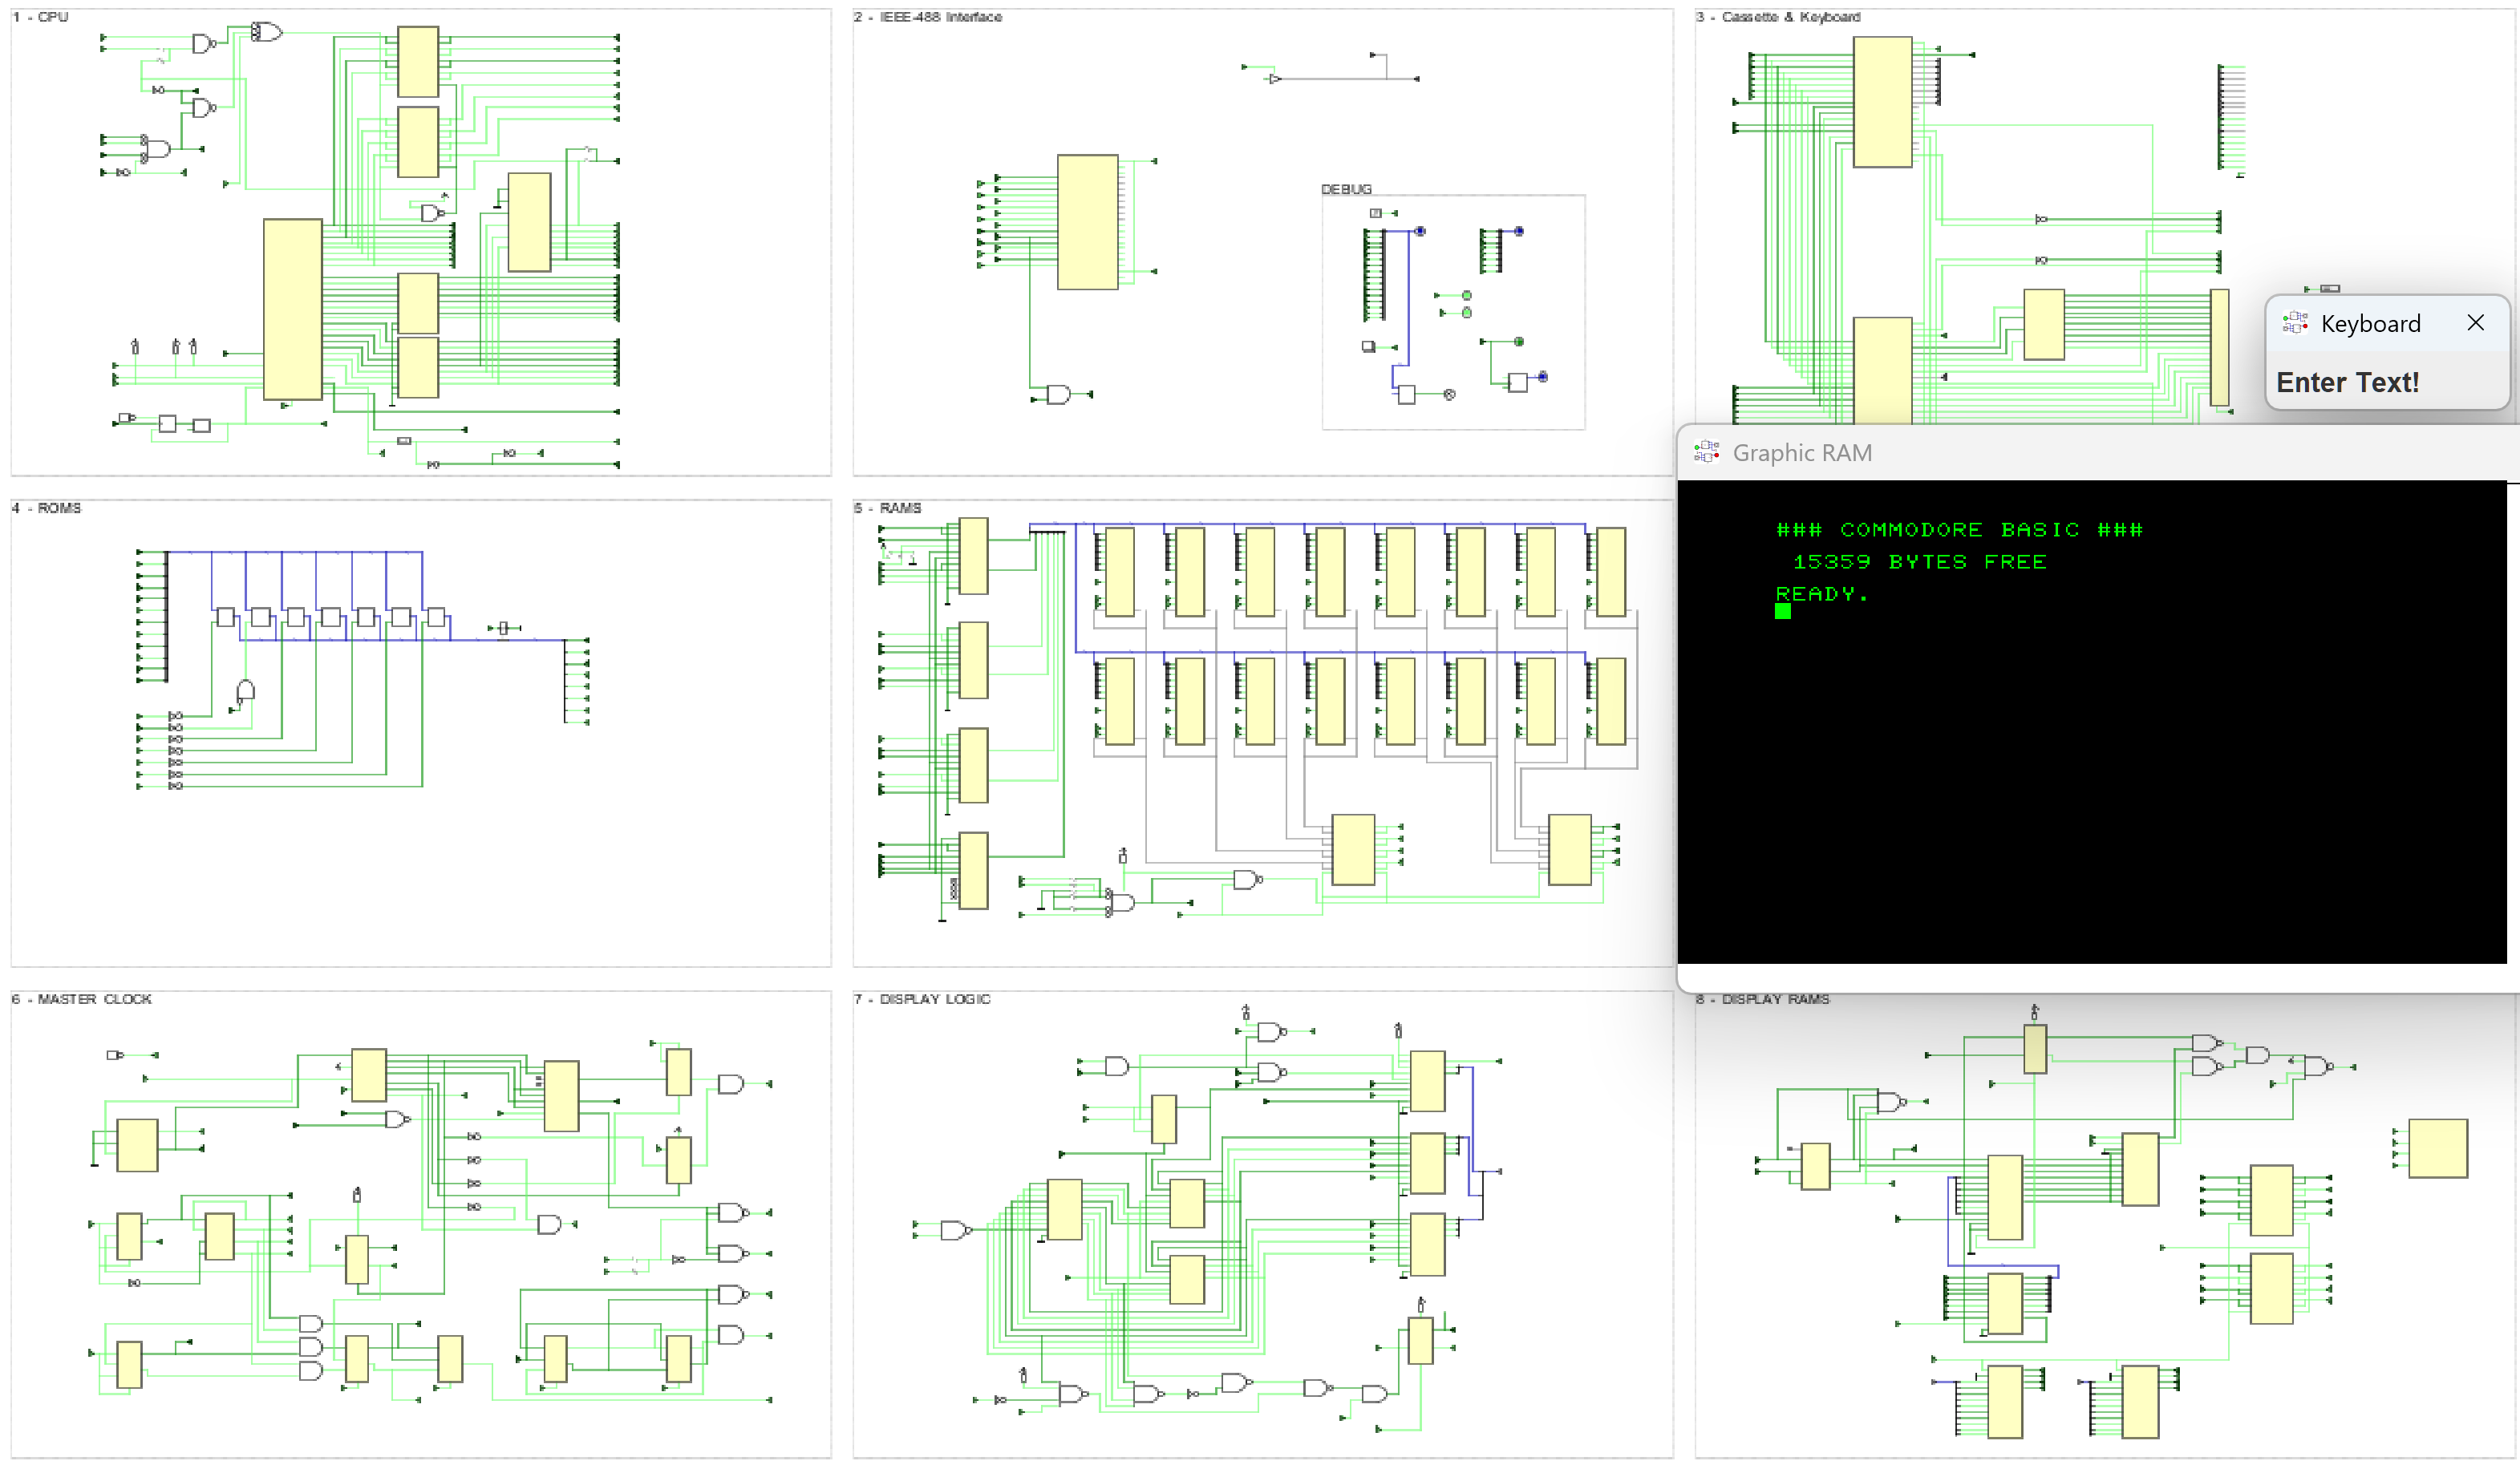 1 - CPU
2 - IEEE-488 Interface
3 - Cassette & Keyboard
DEBUG
Keyboard
Enter Text!
Graphic RAM
### COMMODORE BASIC ###
15359 BYTES FREE
READY.
4 - ROMS
5 - RAMS
6 - MASTER CLOCK
7 - DISPLAY LOGIC
8 - DISPLAY RAMS